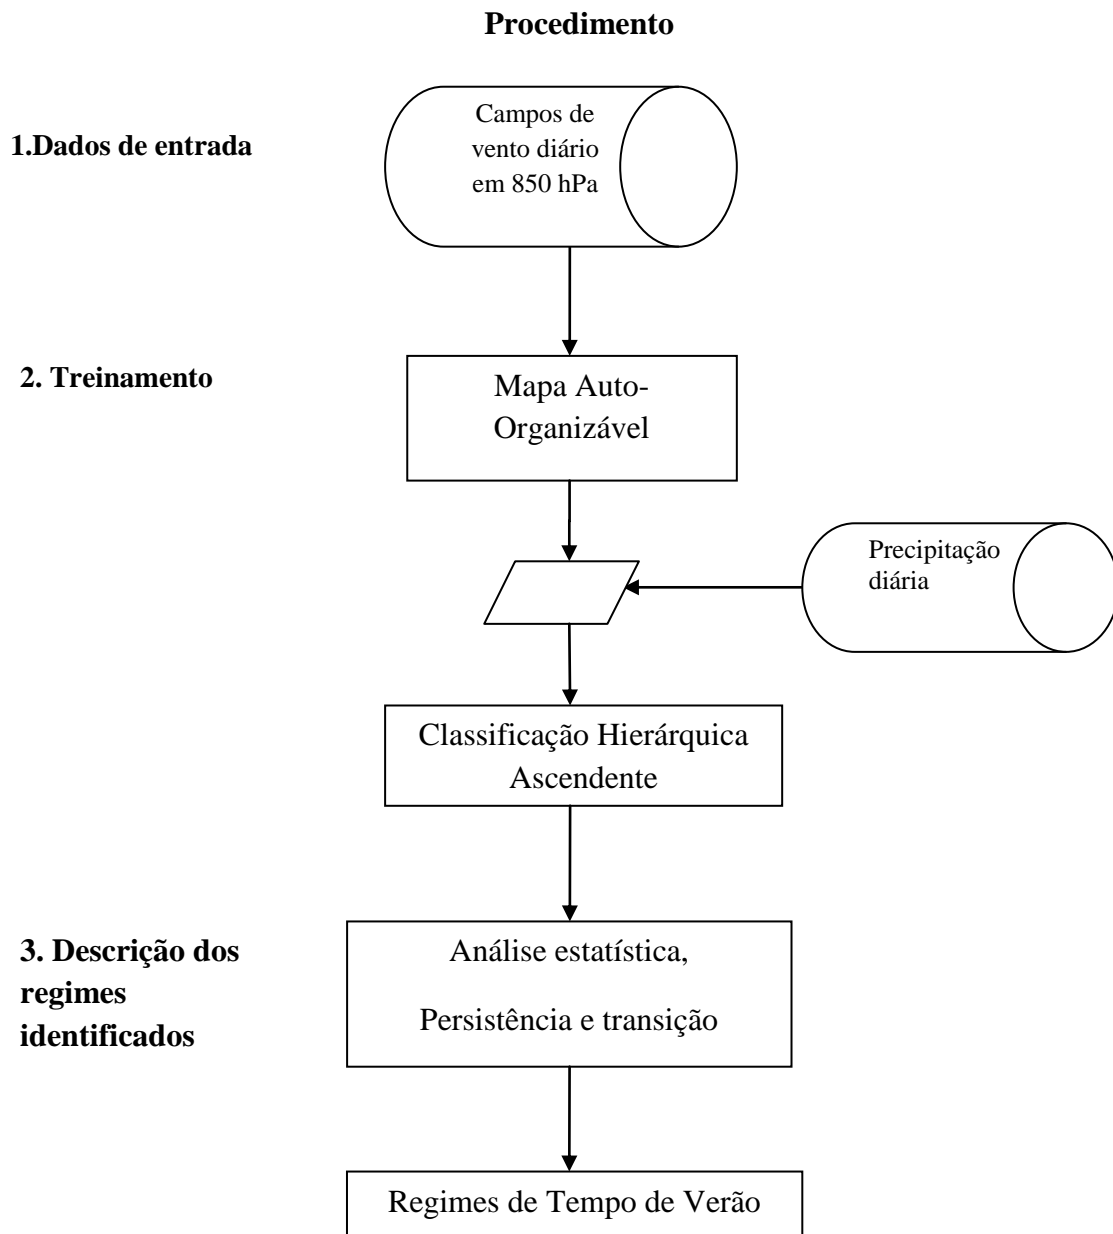 Procedimento
1.Dados de entrada
Campos de
vento diário
em 850 hPa
2. Treinamento
Mapa Auto-
Organizável
Precipitação
diária
Classificação Hierárquica
Ascendente
3. Descrição dos
regimes
identificados
Análise estatística,
Persistência e transição
Regimes de Tempo de Verão